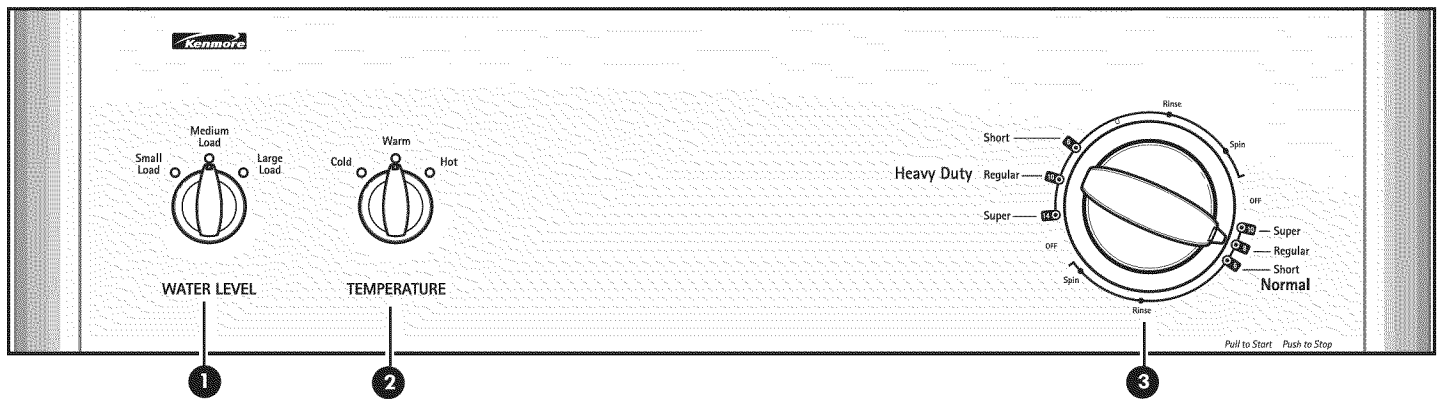 Kenmore
Medium
Load
Small
Load
Large
Load
WATER LEVEL
Warm
Cold
Hot
TEMPERATURE
Rinse
Spin
Short
Heavy Duty
Regular
10
Super
14
OFF
OFF
10
Super
Regular
6
Short
Normal
Spin
Rinse
Pull to Start Push to Stop
1
2
3